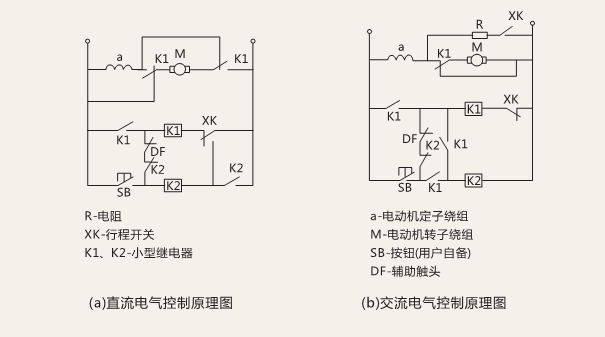 a
K1
M
K1
K1
K1
XK
DF
K2
K2
SB
K2
R-电阻
XK-行程开关
K1、K2-小型继电器
(a)直流电气控制原理图
XK
R
a
K1
M
K1
K1
XK
DF
K2
K1
SB
K1
K2
a-电动机定子绕组
M-电动机转子绕组
SB-按钮(用户自备)
DF-辅助触头
(b)交流电气控制原理图